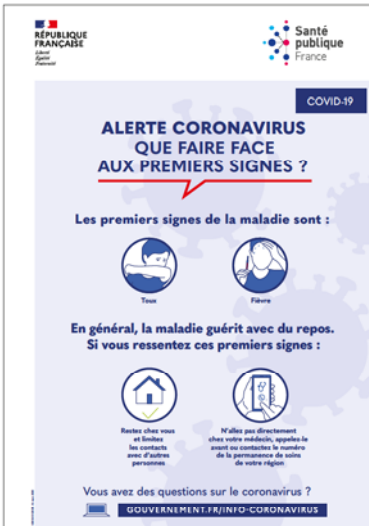 RÉPUBLIQUE
FRANÇAISE
Liberté
Égalité
Fraternité
Santé
publique
France
COVID-19
ALERTE CORONAVIRUS
QUE FAIRE FACE
AUX PREMIERS SIGNES ?
Les premiers signes de la maladie sont :
Toux
Fièvre
En général, la maladie guérit avec du repos.
Si vous ressentez ces premiers signes :
Restez chez vous
et limitez
les contacts
avec d'autres
personnes
N'allez pas directement
chez votre médecin, appelez-le
avant ou contactez le numéro
de la permanence de soins
de votre région
Vous avez des questions sur le coronavirus ?
GOUVERNEMENT.FR/INFO-CORONAVIRUS